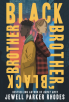 BLACK
BROTHER,
BLACK
BROTHER
JEWELL PARKER RHODES